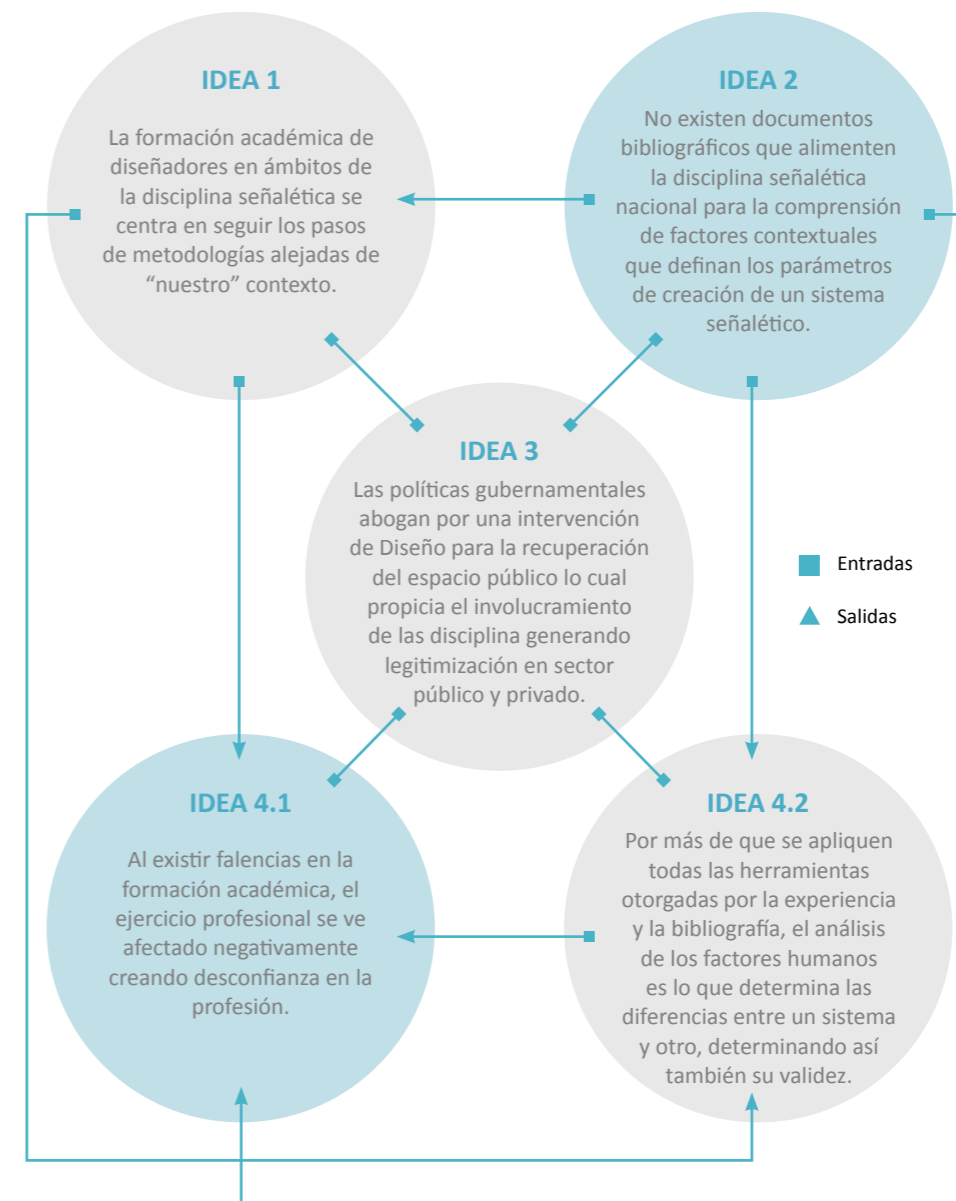 IDEA 1
La formación académica de
diseñadores en ámbitos de
la disciplina señalética se
centra en seguir los pasos
de metodologías alejadas de
“nuestro” contexto.
IDEA 2
No existen documentos
bibliográficos que alimenten
la disciplina señalética
nacional para la comprensión
de factores contextuales
que definan los parámetros
de creación de un sistema
señalético.
IDEA 3
Las políticas gubernamentales
abogan por una intervención
de Diseño para la recuperación
del espacio público lo cual
propicia el involucramiento
de las disciplina generando
legitimización en sector
público y privado.
Entradas
Salidas
IDEA 4.1
Al existir falencias en la
formación académica, el
ejercicio profesional se ve
afectado negativamente
creando desconfianza en la
profesión.
IDEA 4.2
Por más de que se apliquen
todas las herramientas
otorgadas por la experiencia
y la bibliografía, el análisis
de los factores humanos
es lo que determina las
diferencias entre un sistema
y otro, determinando así
también su validez.